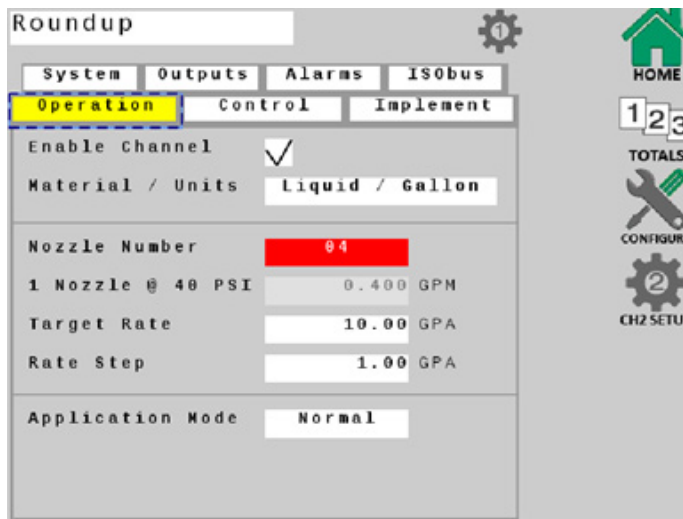 Roundup
1
System Outputs Alarms ISObus
Operation Control Implement
Enable Channel
Material / Units Liquid / Gallon
Nozzle Number 04
1 Nozzle @ 40 PSI 0.400 GPM
Target Rate 10.00 GPA
Rate Step 1.00 GPA
Application Mode Normal
HOME
1 2 3
TOTALS
CONFIGUR
2
CH2 SETU